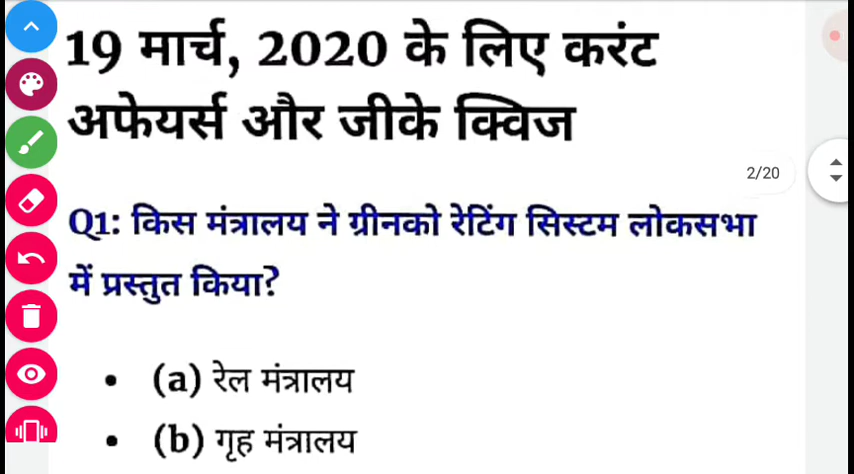 19 मार्च, 2020 के लिए करंट
अफेयर्स और जीके क्विज
2/20
Q1: किस मंत्रालय ने ग्रीनको रेटिंग सिस्टम लोकसभा
में प्रस्तुत किया?
• (a) रेल मंत्रालय
• (b) गृह मंत्रालय